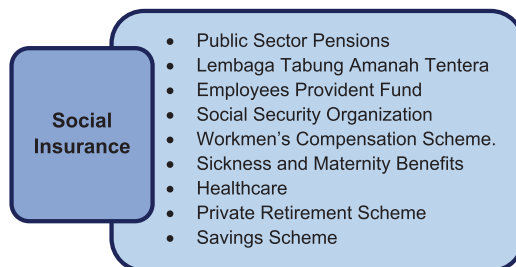 Social
Insurance
• Public Sector Pensions
• Lembaga Tabung Amanah Tentera
• Employees Provident Fund
• Social Security Organization
• Workmen's Compensation Scheme.
• Sickness and Maternity Benefits
• Healthcare
• Private Retirement Scheme
• Savings Scheme